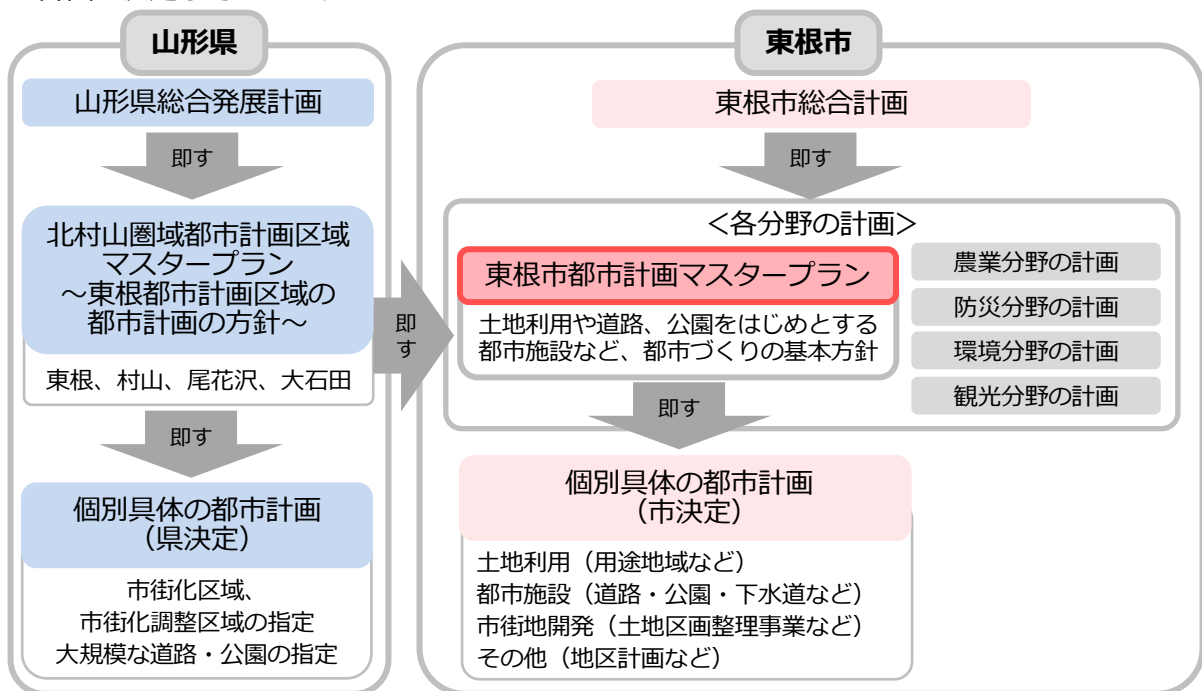 山形県
山形県総合発展計画
即す
北村山圏域都市計画区域
マスタープラン
～東根都市計画区域の
都市計画の方針～
東根、村山、尾花沢、大石田
即す
個別具体の都市計画
（県決定）
市街化区域、
市街化調整区域の指定
大規模な道路・公園の指定
即す
東根市
東根市総合計画
即す
＜各分野の計画＞
東根市都市計画マスタープラン
土地利用や道路、公園をはじめとする
都市施設など、都市づくりの基本方針
農業分野の計画
防災分野の計画
環境分野の計画
観光分野の計画
即す
個別具体の都市計画
（市決定）
土地利用（用途地域など）
都市施設（道路・公園・下水道など）
市街地開発（土地区画整理事業など）
その他（地区計画など）